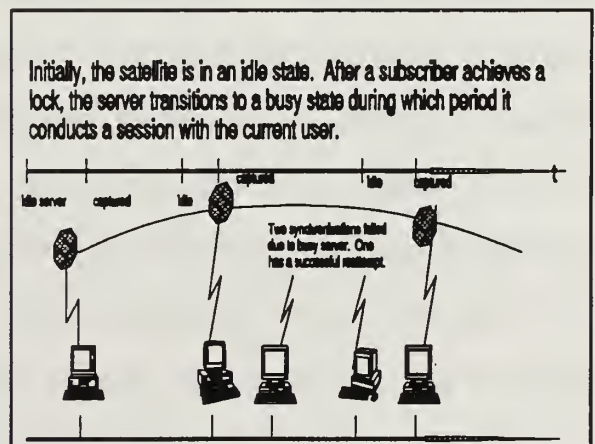 Initially, the satellite is in an idle state. After a subscriber achieves a
lock, the server transitions to a busy state during which period it
conducts a session with the current user.
captured
Idle
captured
t
Idle server
captured
Idle
Two synchronizations failed
due to busy server. One
has a successful reattempt.